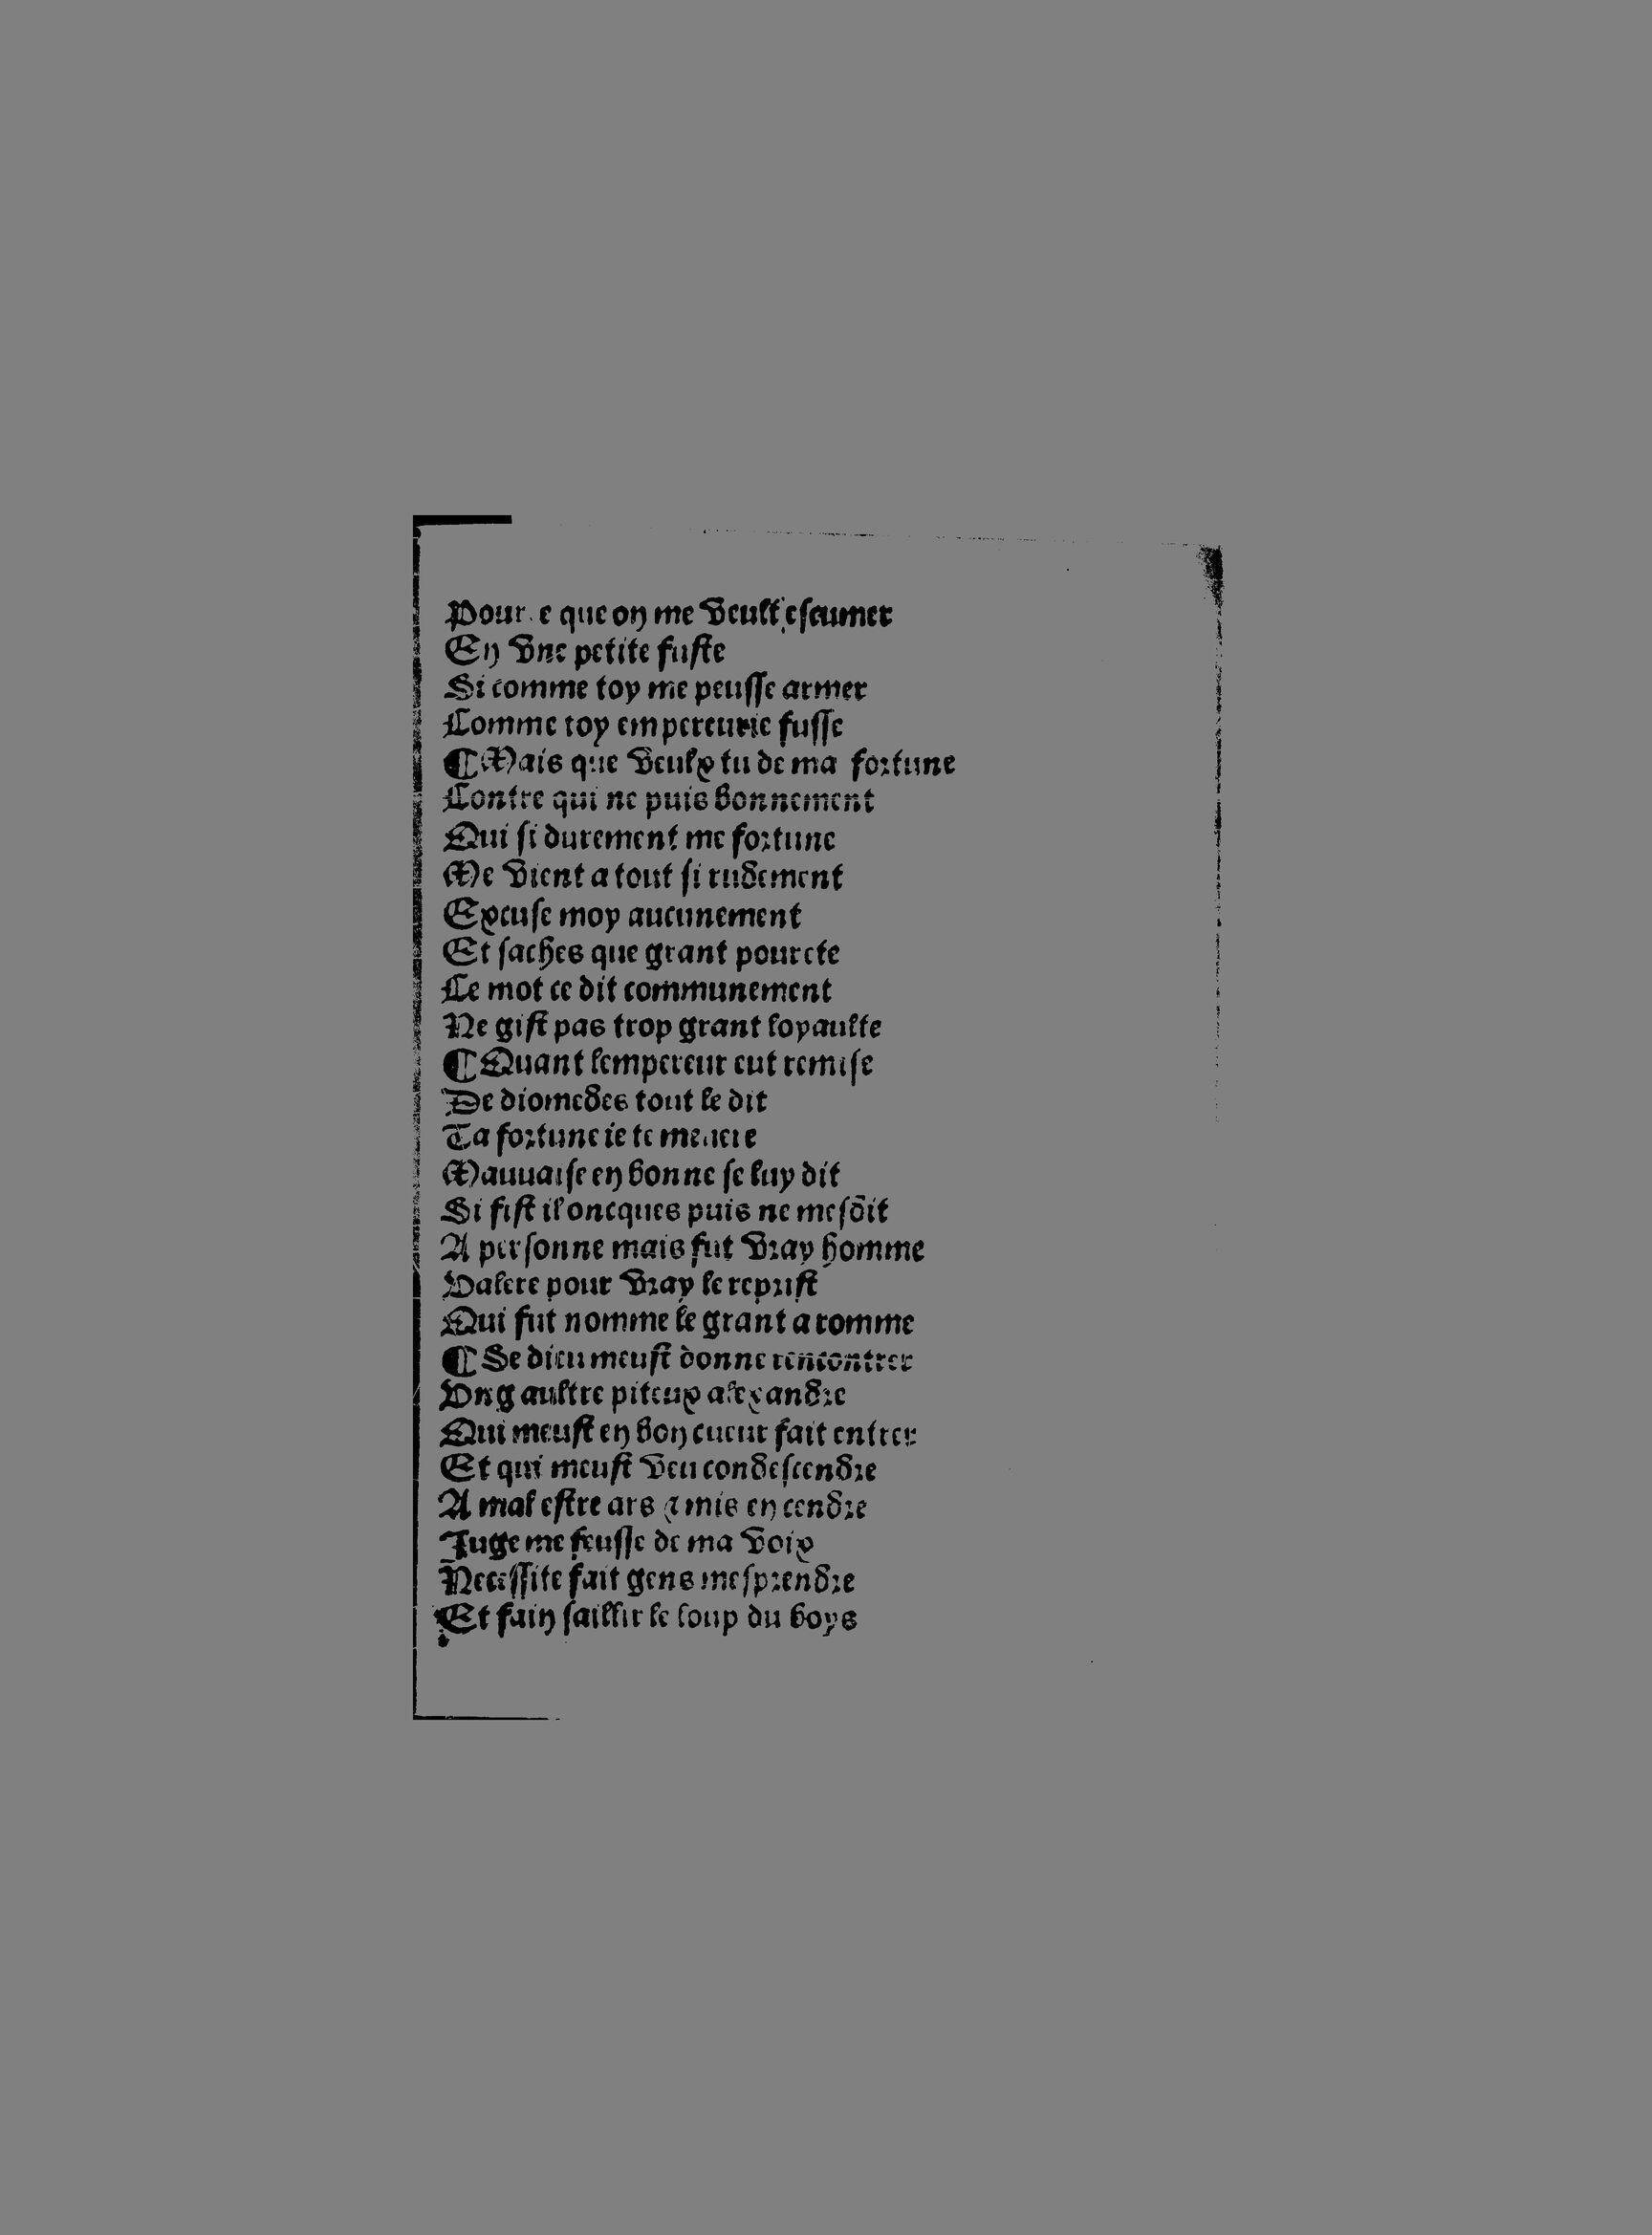 Pour ce que on me veult escumer
En vne petite fuste
Si comme toy me peusse armer
Comme toy empereur ie fusse
¶Mais que veulx tu de ma fortune
Contre qui ne puis bonnement
Qui si durement me fortune
Me vient a tout si rudement
Excuse moy aucunement
Et saches que grant pourete
Le mot ce dit communement
Ne gist pas trop grant loyaulte
¶Quant lempereur eut remise
De diomedes tout le dit
Ta fortune ie te muere
Mauuaise en bonne se luy dit
Si fist il oncques puis ne mesdit
A personne mais fut vray homme
Valere pour vray le reprist
Qui fut nomme le grant a romme
¶Se dieu meust donne rencontrer
Vng aultre piteux alexandre
Qui meust en bon cueur fait entrer
Et qui meust veu condescendre
A mal estre ars & mis en cendre
Iuge me feusse de ma voix
Necessite fait gens mesprendre
Et fain saillir le loup du boys